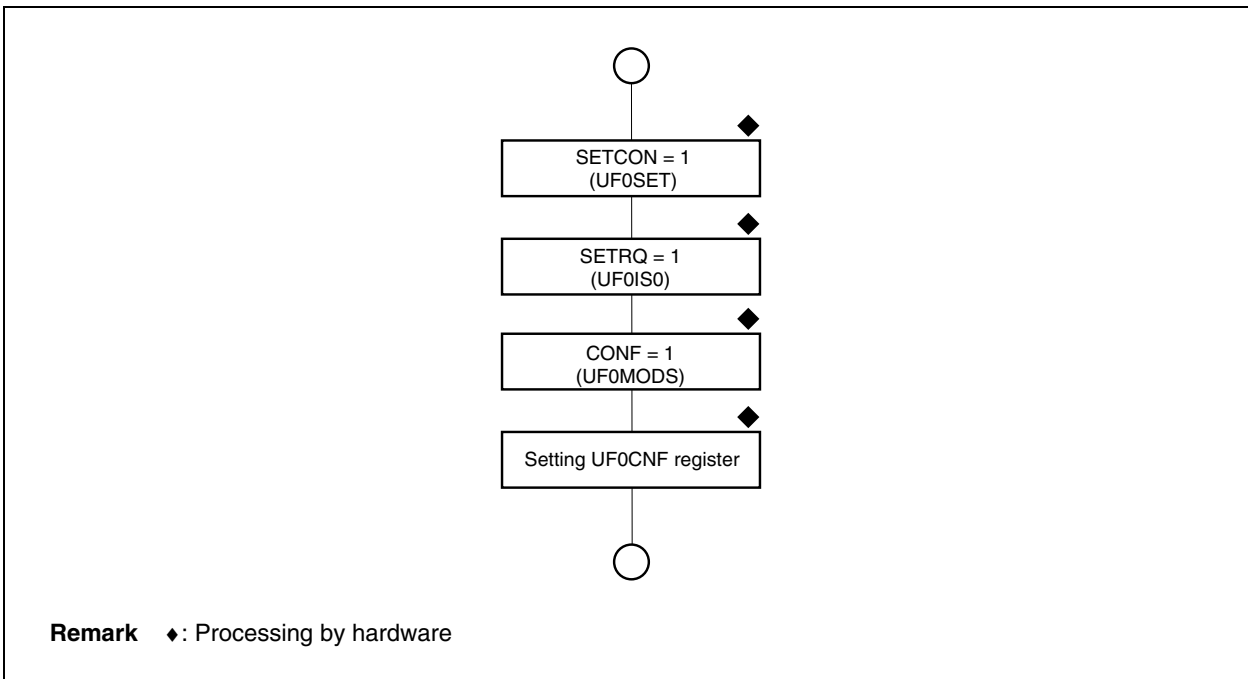 SETCON = 1
(UF0SET)
SETRQ = 1
(UF0IS0)
CONF = 1
(UF0MODS)
Setting UF0CNF register
Remark ♦: Processing by hardware